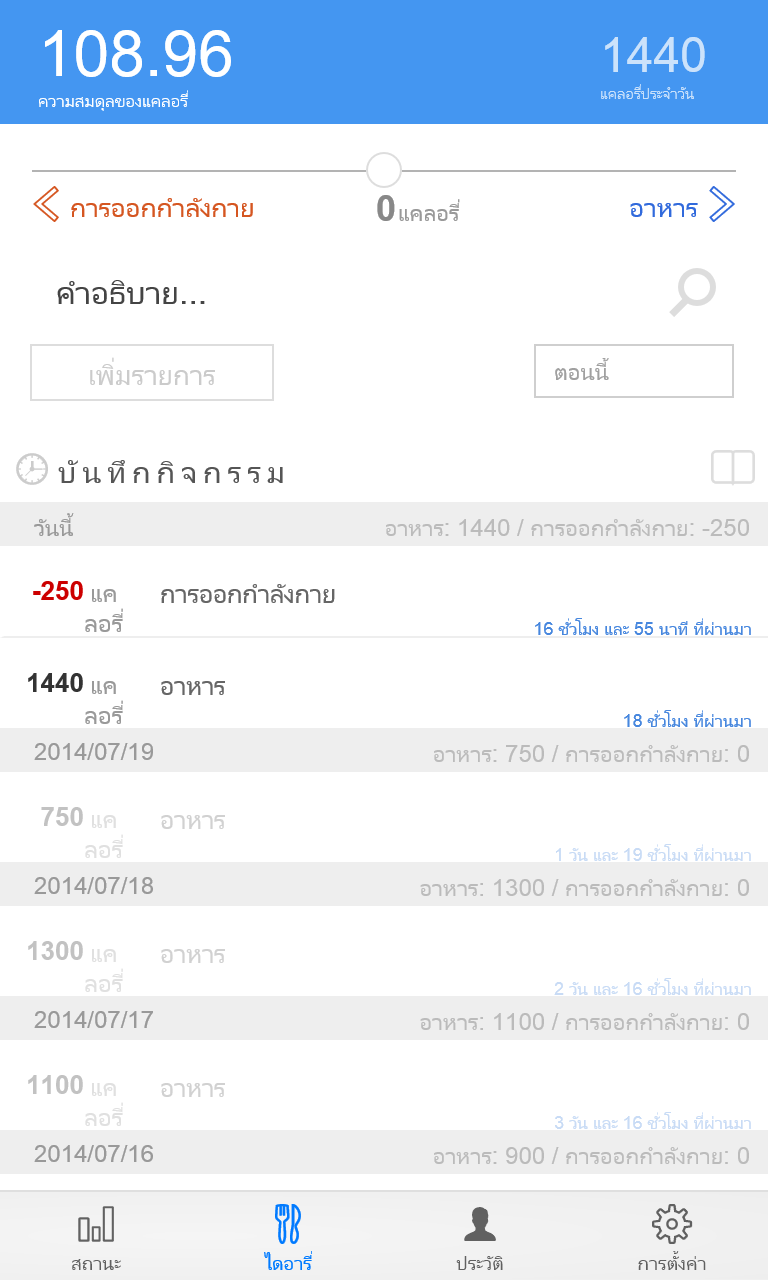 108.96
1440
ความสมดุลของแคลอรี่
แคลอรี่ประจำวัน
การออกกำลังกาย
0 แคลอรี่
อาหาร
คำอธิบาย...
เพิ่มรายการ
ตอนนี้
บันทึกกิจกรรม
วันนี้ อาหาร: 1440 / การออกกำลังกาย: -250
-250 แค
ลอรี่
การออกกำลังกาย
16 ชั่วโมง และ 55 นาที ที่ผ่านมา
1440 แค
ลอรี่
อาหาร
18 ชั่วโมง ที่ผ่านมา
2014/07/19 อาหาร: 750 / การออกกำลังกาย: 0
750 แค
ลอรี่
อาหาร
1 วัน และ 19 ชั่วโมง ที่ผ่านมา
2014/07/18 อาหาร: 1300 / การออกกำลังกาย: 0
1300 แค
ลอรี่
อาหาร
2 วัน และ 16 ชั่วโมง ที่ผ่านมา
2014/07/17 อาหาร: 1100 / การออกกำลังกาย: 0
1100 แค
ลอรี่
อาหาร
3 วัน และ 16 ชั่วโมง ที่ผ่านมา
2014/07/16 อาหาร: 900 / การออกกำลังกาย: 0
สถานะ
ไดอารี่
ประวัติ
การตั้งค่า